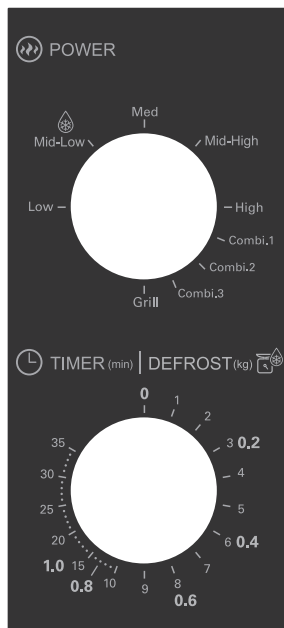 POWER
Med
Mid-Low
Mid-High
Low
High
Combi.1
Combi.2
Combi.3
Grill
TIMER (min) | DEFROST (kg)
0
1
2
35
3 0.2
30
4
25
5
20
6 0.4
1.0
15
7
0.8
10
9
8
0.6